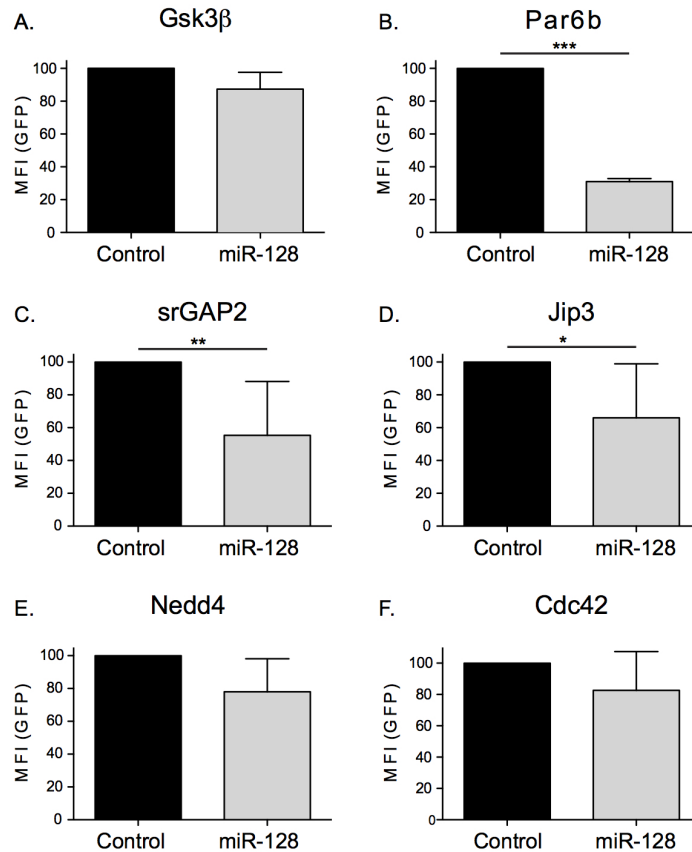 A. Gsk3β
MFI (GFP)
100
80
60
40
20
0
Control miR-128
B. Par6b
***
MFI (GFP)
100
80
60
40
20
0
Control miR-128
C. srGAP2
**
MFI (GFP)
100
80
60
40
20
0
Control miR-128
D. Jip3
*
MFI (GFP)
100
80
60
40
20
0
Control miR-128
E. Nedd4
MFI (GFP)
100
80
60
40
20
0
Control miR-128
F. Cdc42
MFI (GFP)
100
80
60
40
20
0
Control miR-128